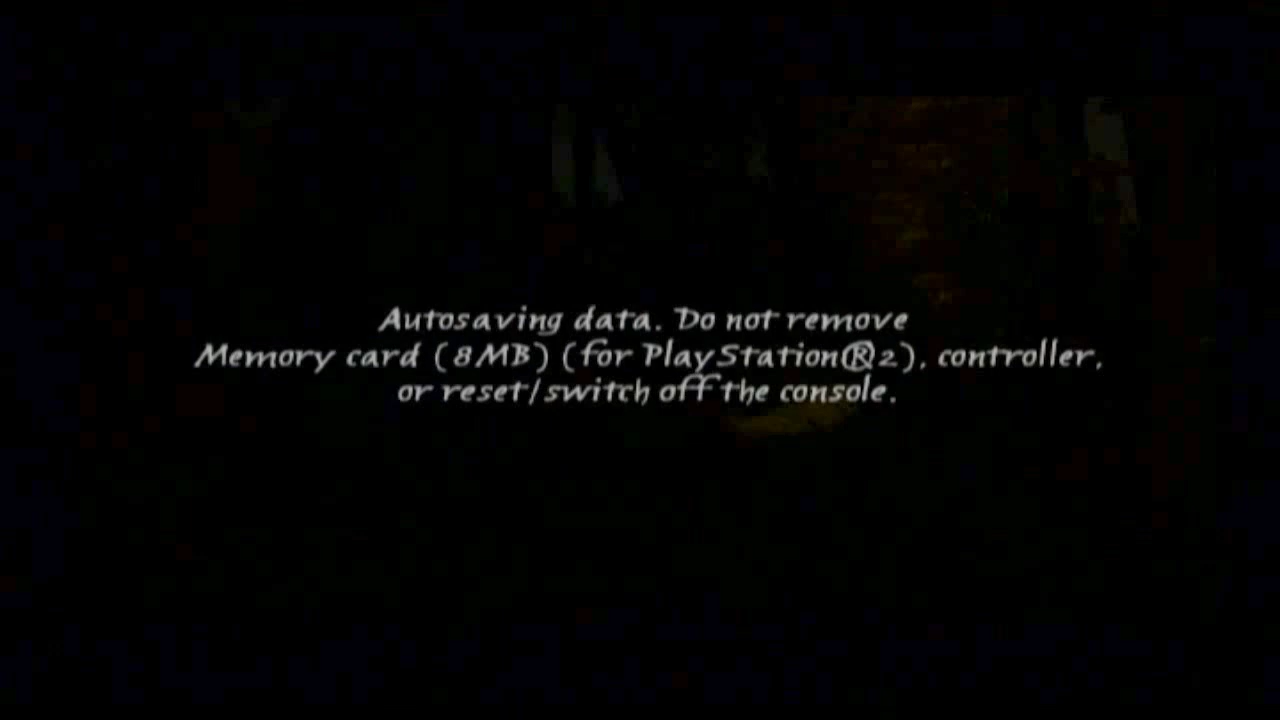 Autosaving data. Do not remove
Memory card (8MB) (for PlayStation®2), controller,
or reset/switch off the console.